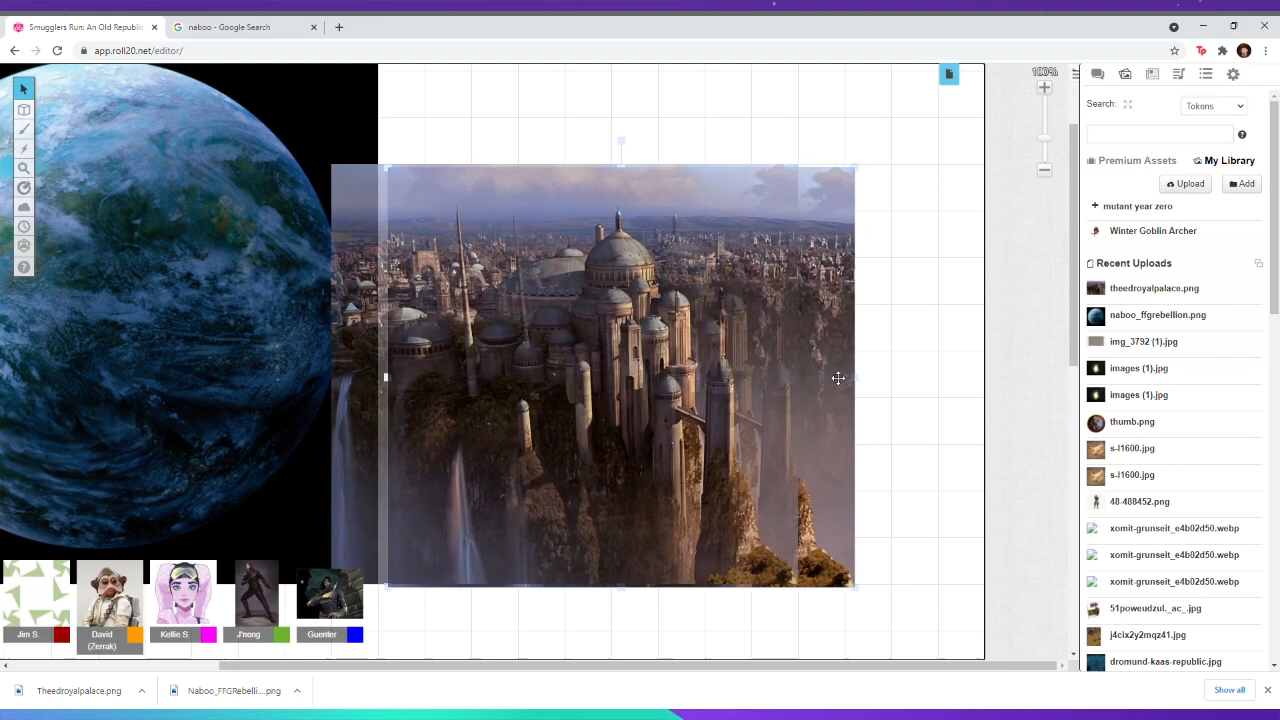 Smugglers Run: An Old Republic
naboo - Google Search
app.roll20.net/editor/
100%
Search:
Tokens
Premium Assets
My Library
Upload
Add
mutant year zero
Winter Goblin Archer
Recent Uploads
theedroyalpalace.png
naboo_ffgrebellion.png
img_3792 (1).jpg
images (1).jpg
images (1).jpg
thumb.png
s-l1600.jpg
s-l1600.jpg
48-488452.png
xomit-grunseit_e4b02d50.webp
xomit-grunseit_e4b02d50.webp
xomit-grunseit_e4b02d50.webp
51poweudzul._ac_.jpg
j4cix2y2mqz41.jpg
dromund-kaas-republic.jpg
Jim S.
David
(Zerrak)
Kellie S.
J'nong
Guenter
Theedroyalpalace.png
Naboo_FFGRebelli....png
Show all